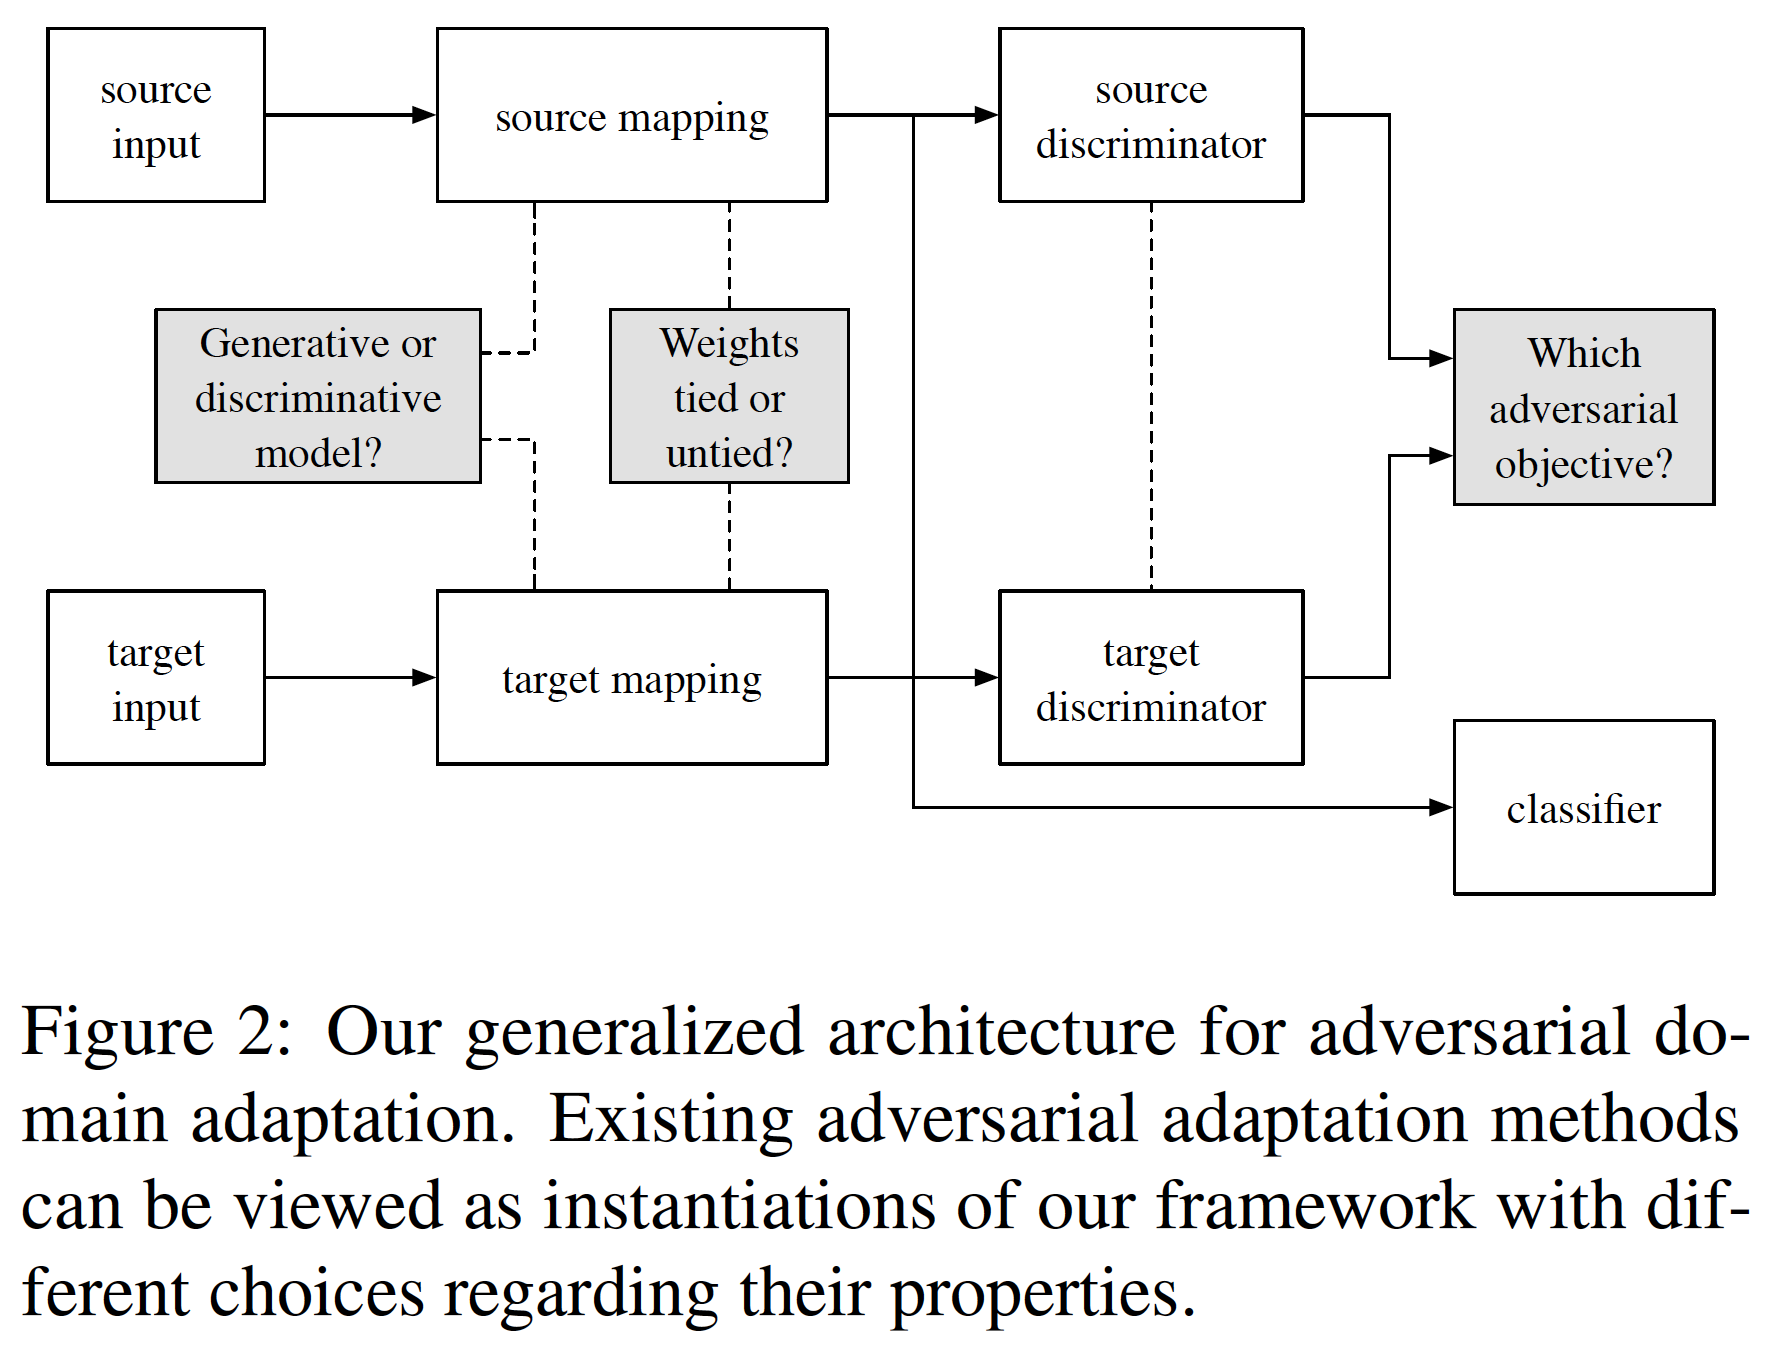 source
input
source mapping
source
discriminator
Generative or
discriminative
model?
Weights
tied or
untied?
Which
adversarial
objective?
target
input
target mapping
target
discriminator
classifier
Figure 2: Our generalized architecture for adversarial do-
main adaptation. Existing adversarial adaptation methods
can be viewed as instantiations of our framework with dif-
ferent choices regarding their properties.